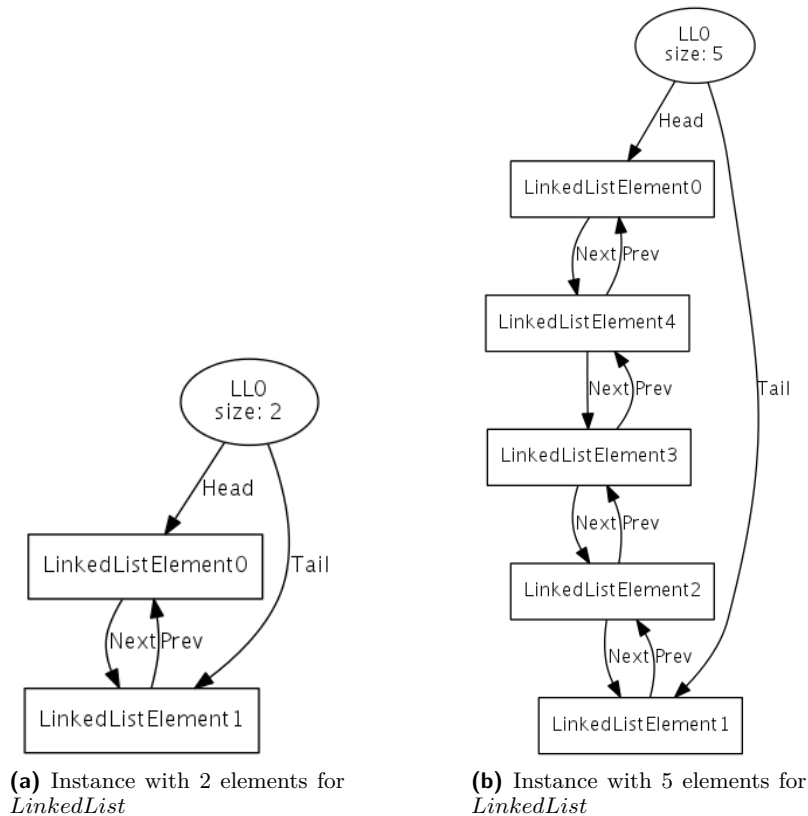 LL0
size: 2
Head
LinkedListElement0
Tail
Next Prev
LinkedListElement1
(a) Instance with 2 elements for
LinkedList
LL0
size: 5
Head
LinkedListElement0
Next Prev
LinkedListElement4
Tail
Next Prev
LinkedListElement3
Next Prev
LinkedListElement2
Next Prev
LinkedListElement1
(b) Instance with 5 elements for
LinkedList